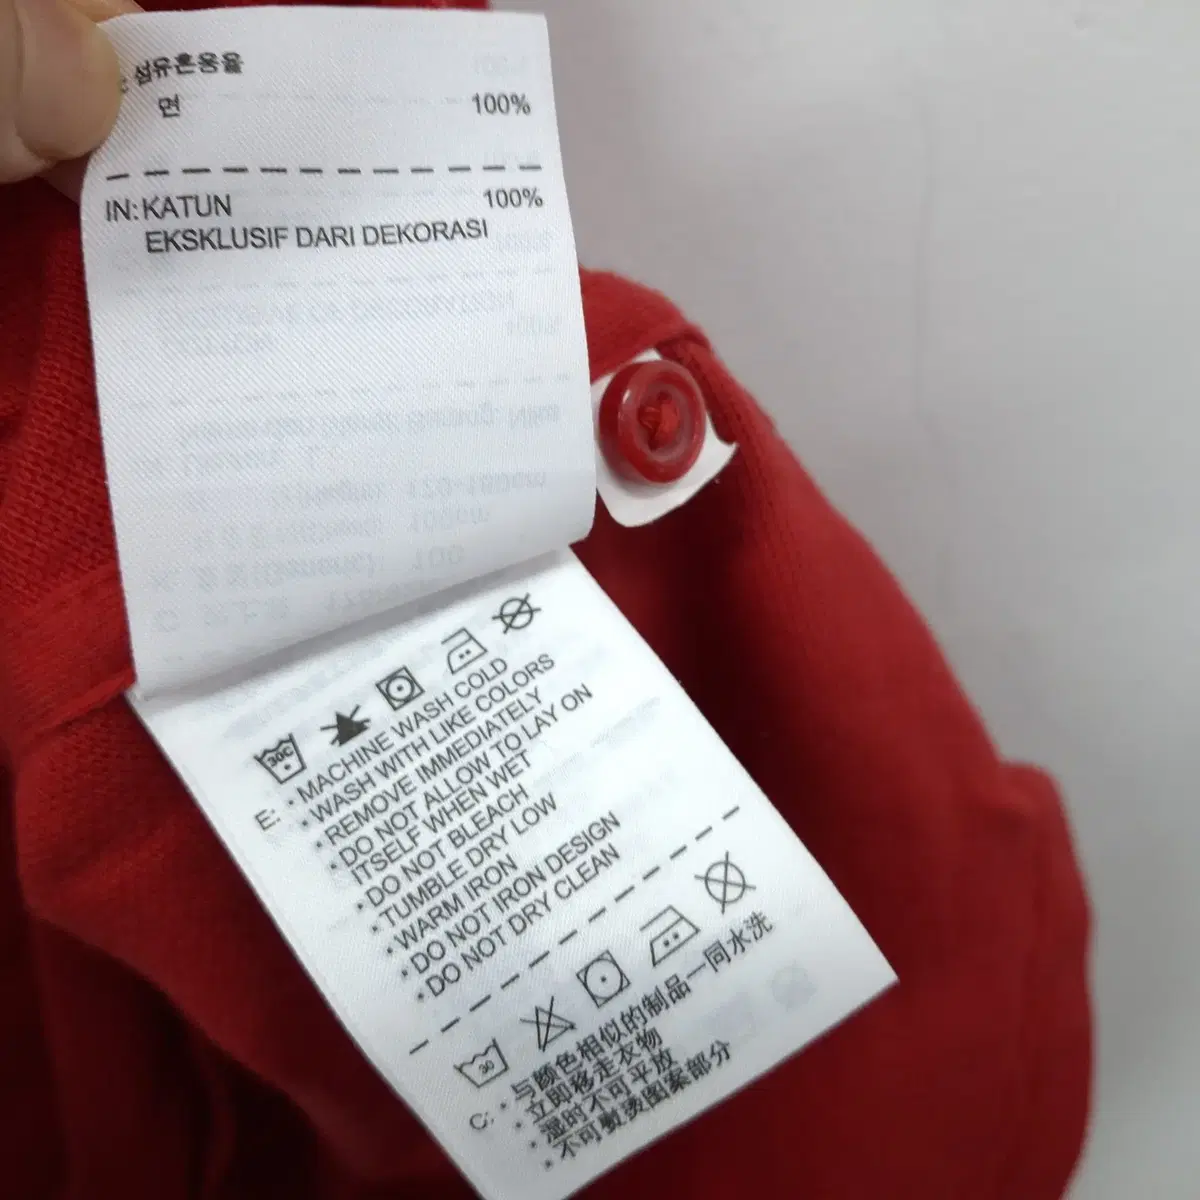 섬유혼용율
면 100%
IN: KATUN 100%
EKSKLUSIF DARI DEKORASI
30C
E: • MACHINE WASH COLD
• WASH WITH LIKE COLORS
• REMOVE IMMEDIATELY
• DO NOT ALLOW TO LAY ON
ITSELF WHEN WET
• DO NOT BLEACH
• TUMBLE DRY LOW
• WARM IRON
• DO NOT IRON DESIGN
• DO NOT DRY CLEAN
30
C: • 与颜色相似的制品一同水洗
• 立即移走衣物
• 湿时不可平放
• 不可熨烫图案部分